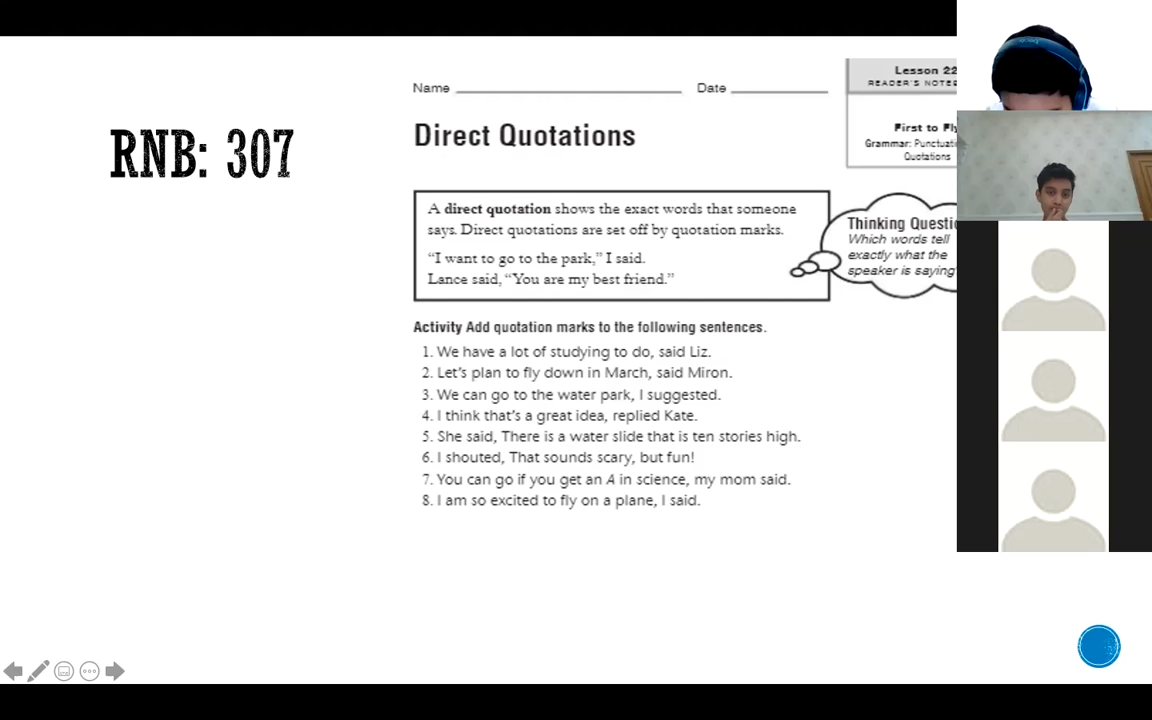 RNB: 307
Name
Date
Lesson 22
READER'S NOTE
Direct Quotations
First to Fly
Grammar: Punctuati
Quotations
A direct quotation shows the exact words that someone
says. Direct quotations are set off by quotation marks.
“I want to go to the park,” I said.
Lance said, “You are my best friend.”
Thinking Questi
Which words tell
exactly what the
speaker is saying
Activity Add quotation marks to the following sentences.
1. We have a lot of studying to do, said Liz.
2. Let's plan to fly down in March, said Miron.
3. We can go to the water park, I suggested.
4. I think that's a great idea, replied Kate.
5. She said, There is a water slide that is ten stories high.
6. I shouted, That sounds scary, but fun!
7. You can go if you get an A in science, my mom said.
8. I am so excited to fly on a plane, I said.